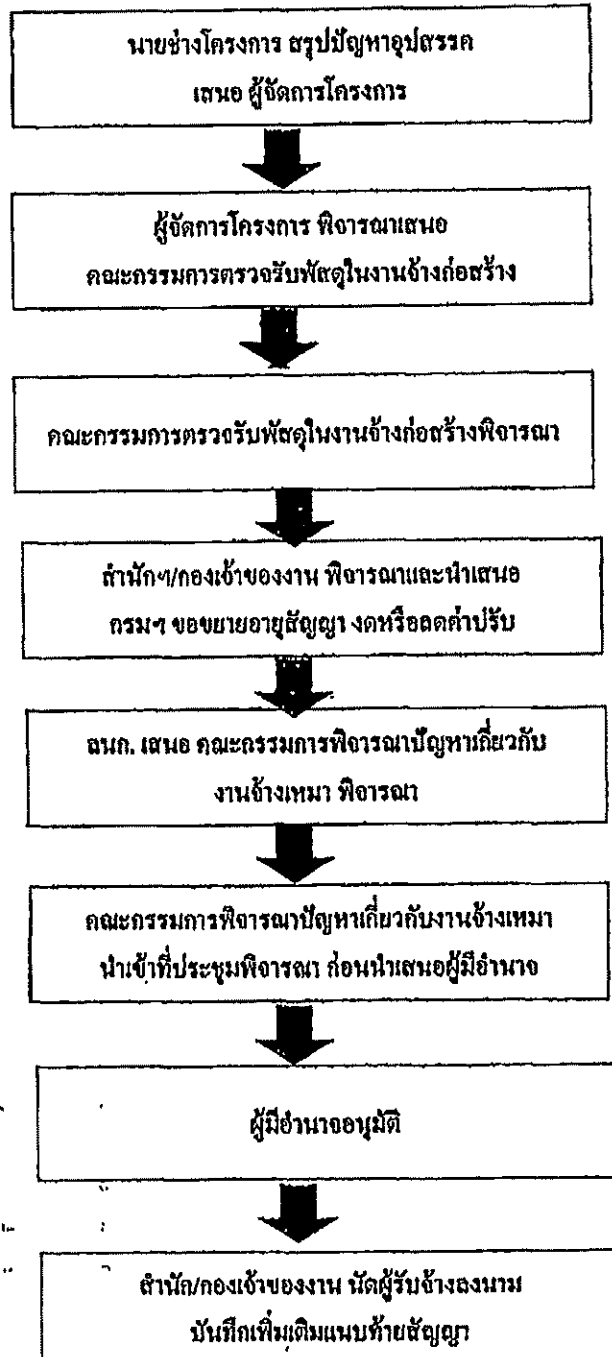 นายช่างโครงการ สรุปปัญหาอุปสรรค
เสนอ ผู้จัดการโครงการ
ผู้จัดการโครงการ พิจารณาเสนอ
คณะกรรมการตรวจรับพัสดุในงานจ้างก่อสร้าง
คณะกรรมการตรวจรับพัสดุในงานจ้างก่อสร้างพิจารณา
สำนักฯ/กองเจ้าของงาน พิจารณาและนำเสนอ
กรมฯ ขอขยายอายุสัญญา งดหรือลดค่าปรับ
ลนก. เสนอ คณะกรรมการพิจารณาปัญหาเกี่ยวกับ
งานจ้างเหมา พิจารณา
คณะกรรมการพิจารณาปัญหาเกี่ยวกับงานจ้างเหมา
นำเข้าที่ประชุมพิจารณา ก่อนนำเสนอผู้มีอำนาจ
ผู้มีอำนาจอนุมัติ
สำนัก/กองเจ้าของงาน นัดผู้รับจ้างลงนาม
บันทึกเพิ่มเติมแนบท้ายสัญญา